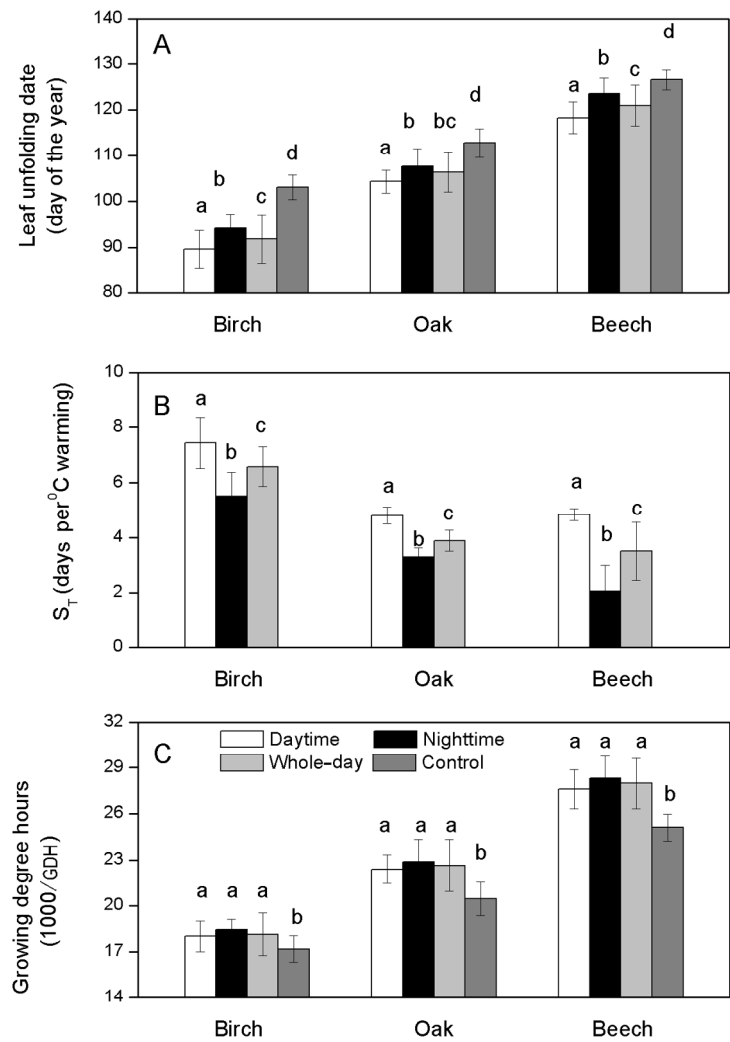 140
130
120
110
100
90
80
Leaf unfolding date
(day of the year)
A
a b c d
a b bc d
a b c d
Birch Oak Beech
10
8
6
4
2
0
S_T (days per ⁰C warming)
B
a b c
a b c
a b c
Birch Oak Beech
32
29
26
23
20
17
14
Growing degree hours
(1000/GDH)
C
Daytime Nighttime
Whole-day Control
a a a b
a a a b
a a a b
Birch Oak Beech